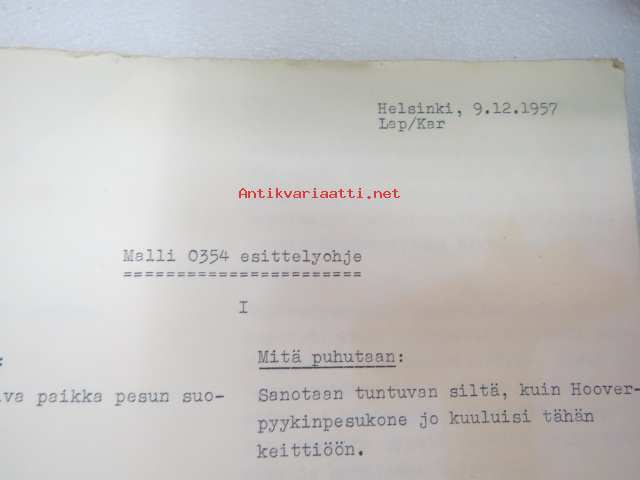 Helsinki, 9.12.1957
Lap/Kar
Antikvariaatti.net
Malli 0354 esittelyohje
=======================
I
:
Mitä puhutaan:
va paikka pesun suo-
Sanotaan tuntuvan siltä, kuin Hoover-
pyykinpesukone jo kuuluisi tähän
keittiöön.